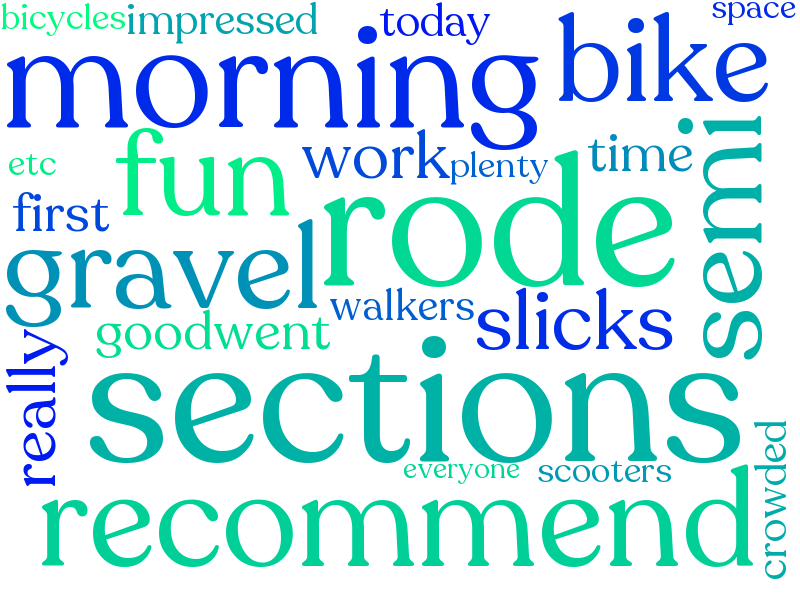 bicycles impressed today space
morning bike
etc fun work plenty time semi
first rode
gravel walkers slicks
good went
really sections
everyone scooters crowded
recommend